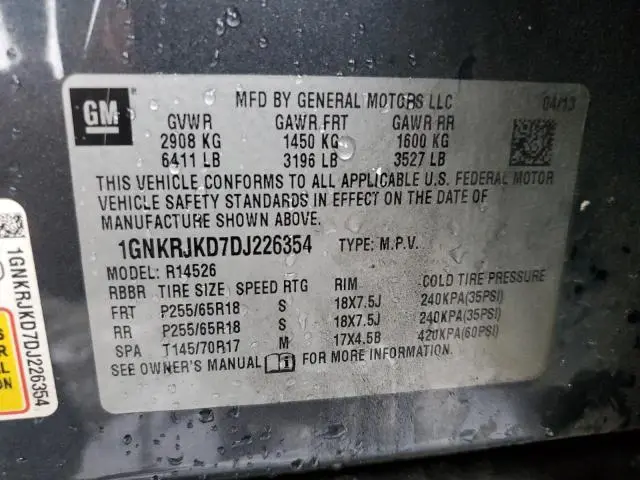 GM
MFD BY GENERAL MOTORS LLC 04/13
GVWR GAWR FRT GAWR RR
2908 KG 1450 KG 1600 KG
6411 LB 3196 LB 3527 LB
THIS VEHICLE CONFORMS TO ALL APPLICABLE U.S. FEDERAL MOTOR
VEHICLE SAFETY STANDARDS IN EFFECT ON THE DATE OF
MANUFACTURE SHOWN ABOVE.
1GNKRJKD7DJ226354 TYPE: M.P.V.
MODEL: R14526
RBBR TIRE SIZE SPEED RTG RIM COLD TIRE PRESSURE
FRT P255/65R18 S 18X7.5J 240KPA(35PSI)
RR P255/65R18 S 18X7.5J 240KPA(35PSI)
SPA T145/70R17 M 17X4.5B 420KPA(60PSI)
SEE OWNER'S MANUAL i FOR MORE INFORMATION.
1GNKRJKD7DJ226354